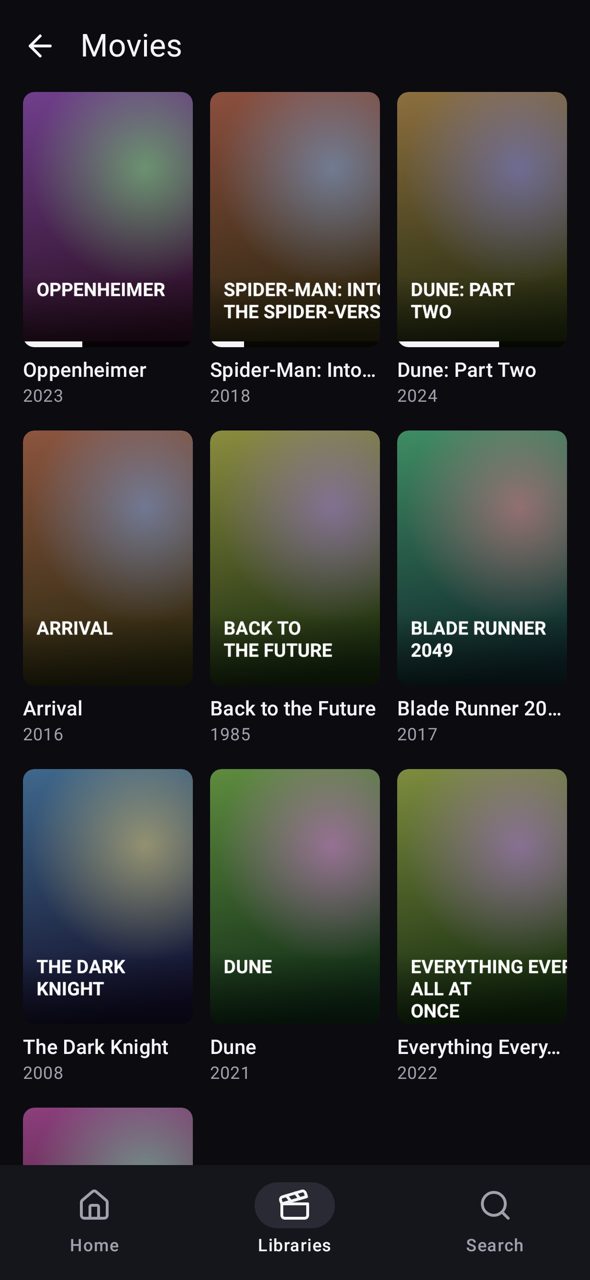 Movies
OPPENHEIMER
SPIDER-MAN: INTO
THE SPIDER-VERS
DUNE: PART
TWO
Oppenheimer
Spider-Man: Into...
Dune: Part Two
2023
2018
2024
ARRIVAL
BACK TO
THE FUTURE
BLADE RUNNER
2049
Arrival
Back to the Future
Blade Runner 20...
2016
1985
2017
THE DARK
KNIGHT
DUNE
EVERYTHING EVER
ALL AT
ONCE
The Dark Knight
Dune
Everything Every...
2008
2021
2022
Home
Libraries
Search